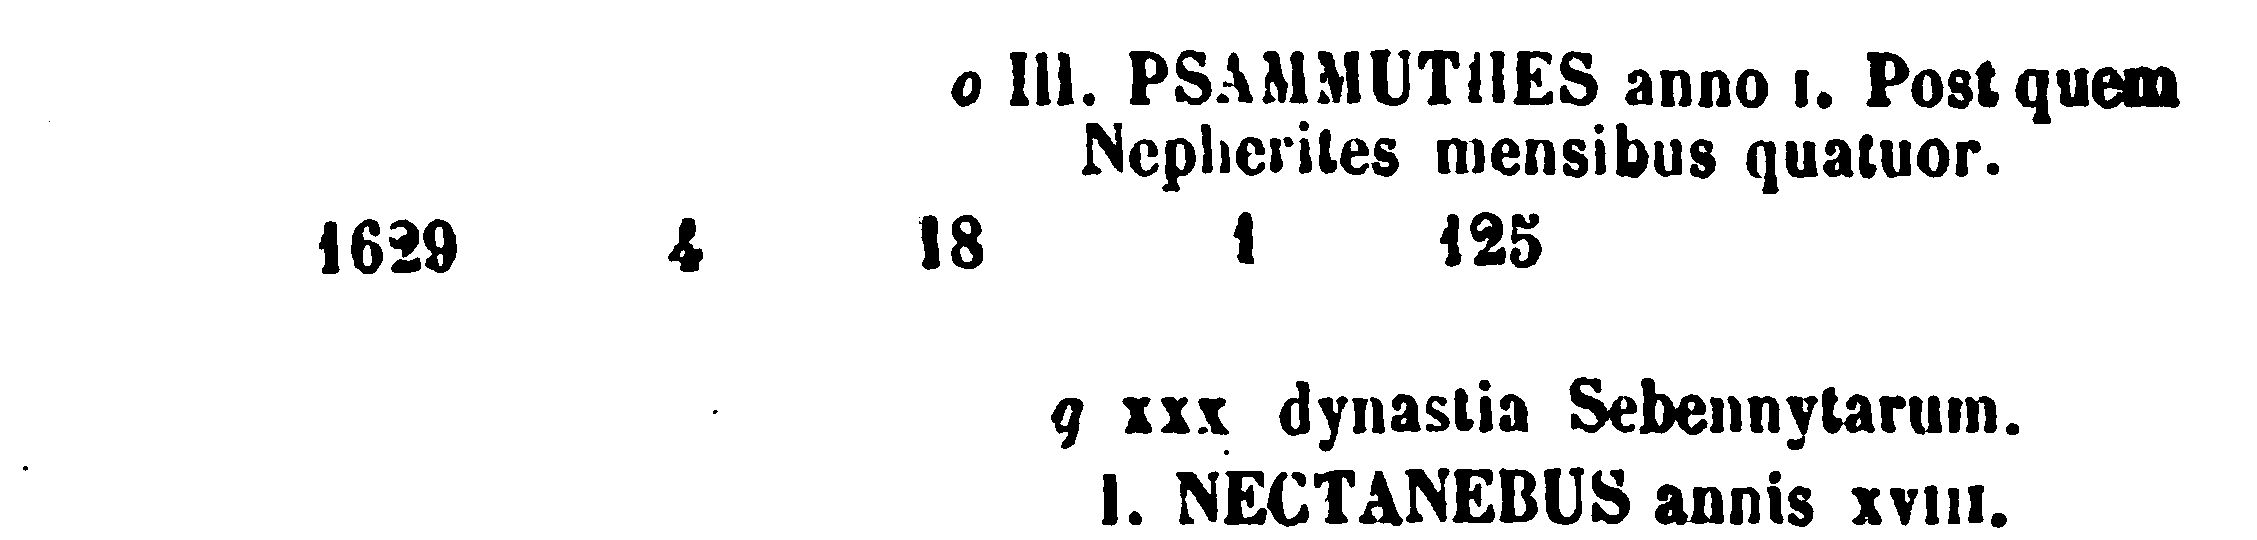 o III. PSAMMUTHES anno I. Post quem
Nepherites mensibus quatuor.
1629 4 18 1 125
q XXX dynastia Sebennytarum.
I. NECTANEBUS annis XVIII.